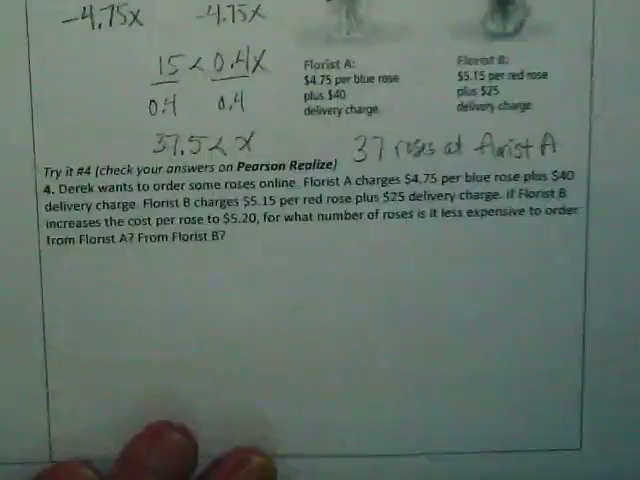 -4.75x -4.75x
15 < 0.4x
0.4 0.4
37.5 < x
Florist A:
$4.75 per blue rose
plus $40
delivery charge
Florist B:
$5.15 per red rose
plus $25
delivery charge
37 roses at florist A
Try it #4 (check your answers on Pearson Realize)
4. Derek wants to order some roses online. Florist A charges $4.75 per blue rose plus $40
delivery charge. Florist B charges $5.15 per red rose plus $25 delivery charge. If Florist B
increases the cost per rose to $5.20, for what number of roses is it less expensive to order
from Florist A? From Florist B?